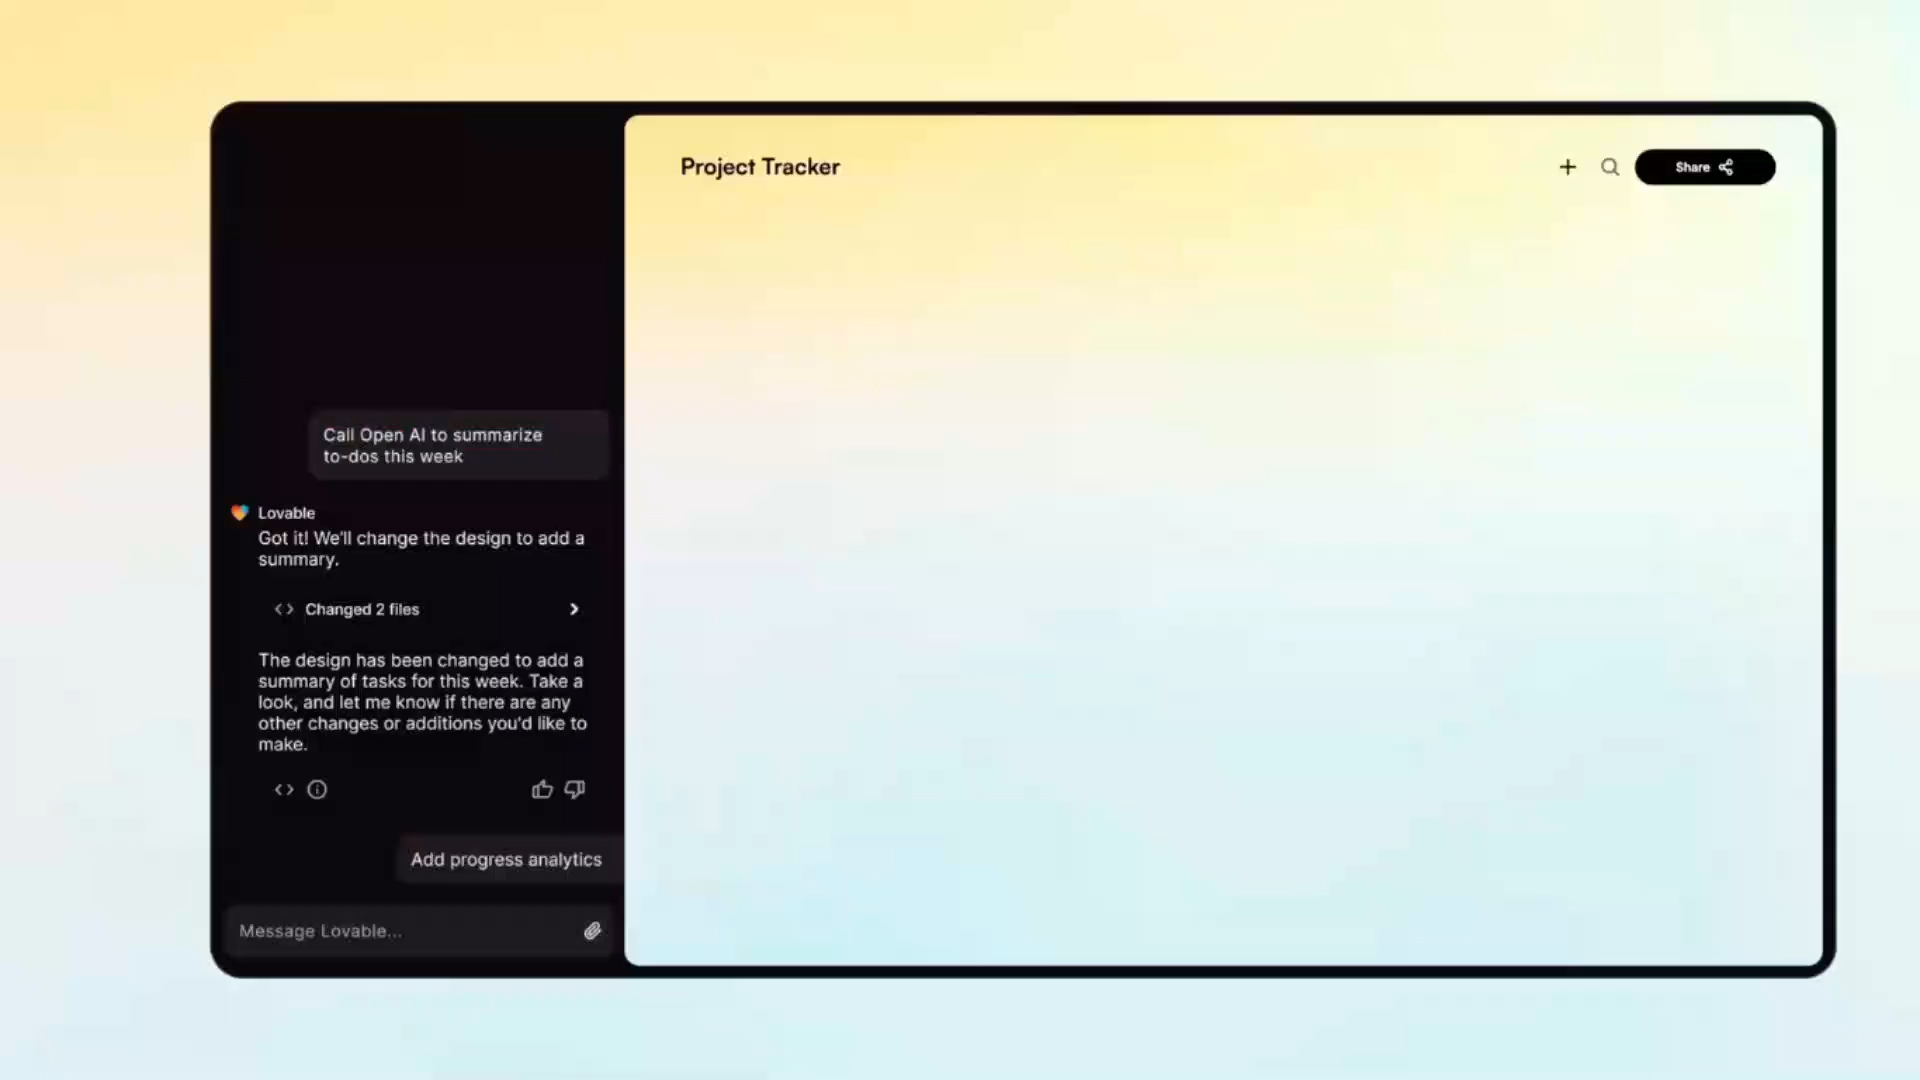 Project Tracker
Share
Call Open AI to summarize
to-dos this week
Lovable
Got it! We'll change the design to add a
summary.
Changed 2 files
The design has been changed to add a
summary of tasks for this week. Take a
look, and let me know if there are any
other changes or additions you'd like to
make.
Add progress analytics
Message Lovable...